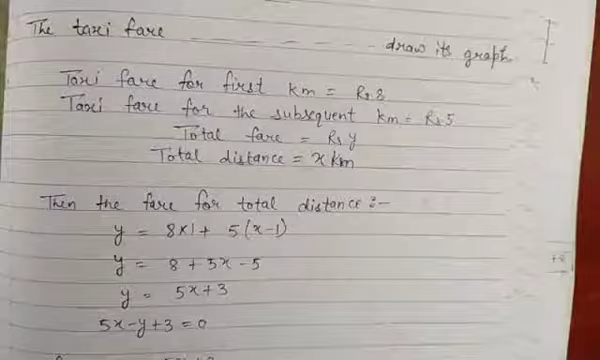 The taxi fare _ _ _ _ _ _ _ draw its graph.
Taxi fare for first km = Rs.8
Taxi fare for the subsequent km = Rs.5
Total fare = Rs y
Total distance = x km
Then the fare for total distance :-
y = 8x1 + 5(x-1)
y = 8 + 5x - 5
y = 5x+3
5x-y+3=0